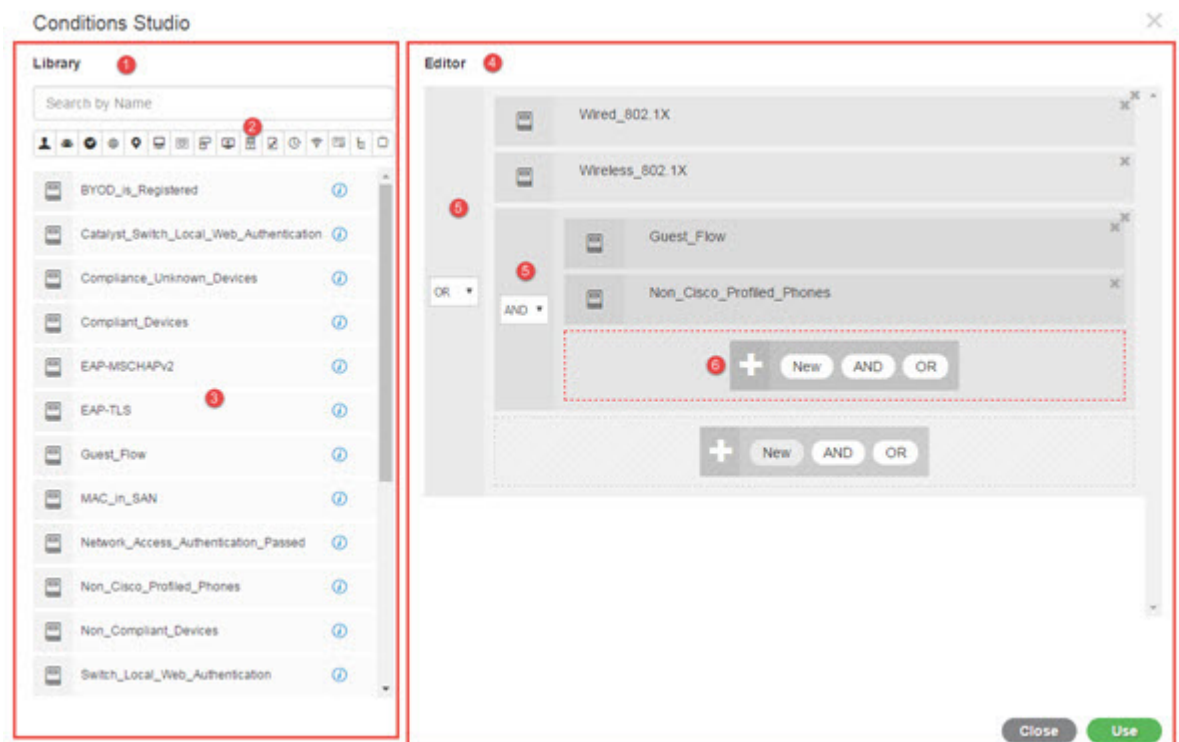 Conditions Studio
Library 1
Search by Name
2
BYOD_is_Registered
Catalyst_Switch_Local_Web_Authentication
Compliance_Unknown_Devices
Compliant_Devices
EAP-MSCHAPv2
3
EAP-TLS
Guest_Flow
MAC_in_SAN
Network_Access_Authentication_Passed
Non_Cisco_Profiled_Phones
Non_Compliant_Devices
Switch_Local_Web_Authentication
Editor 4
Wired_802.1X
Wireless_802.1X
5
OR
5
AND
Guest_Flow
Non_Cisco_Profiled_Phones
6 New AND OR
New AND OR
Close Use